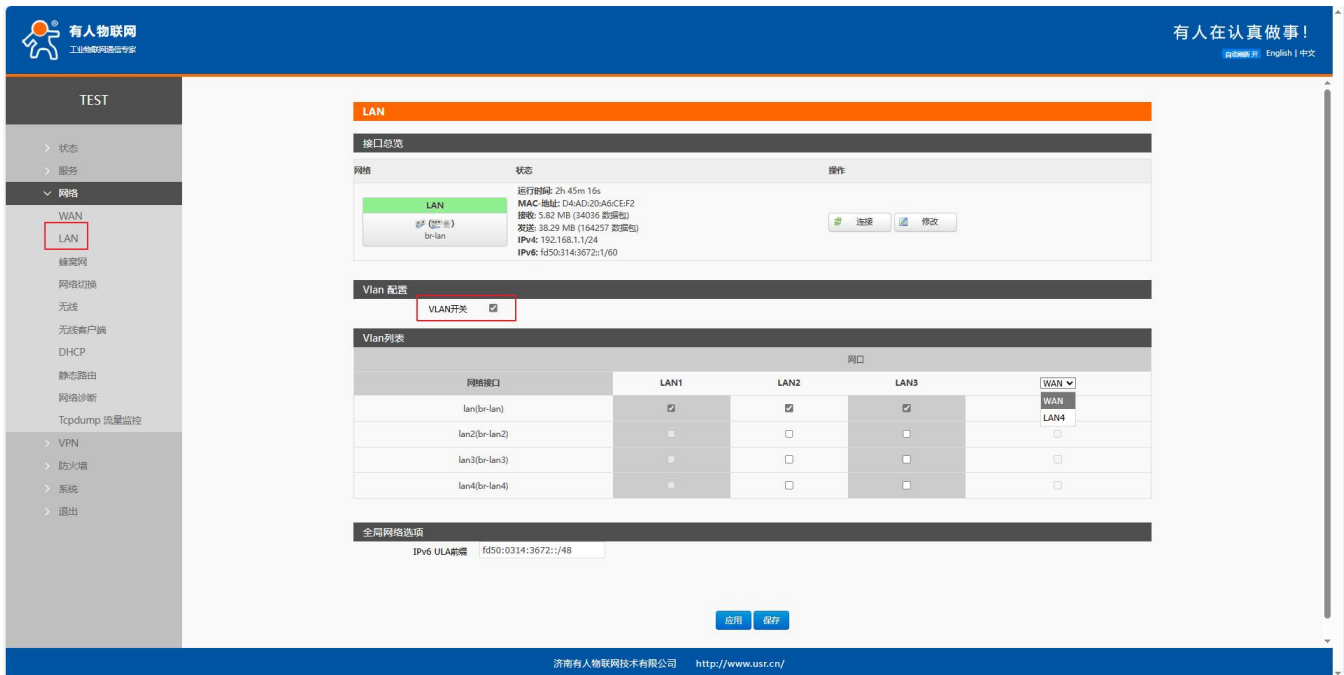 有人物联网
工业物联网通信专家
有人在认真做事！
自动刷新 开 English | 中文
TEST
状态
服务
网络
WAN
LAN
蜂窝网
网络切换
无线
无线客户端
DHCP
静态路由
网络诊断
Tcpdump 流量监控
VPN
防火墙
系统
退出
LAN
接口总览
网络 状态 操作
LAN
br-lan
运行时间: 2h 45m 16s
MAC-地址: D4:AD:20:A6:CE:F2
接收: 5.82 MB (34036 数据包)
发送: 38.29 MB (164257 数据包)
IPv4: 192.168.1.1/24
IPv6: fd50:314:3672::1/60
连接 修改
Vlan 配置
VLAN开关
Vlan列表
网口
网络接口 LAN1 LAN2 LAN3 WAN
WAN
LAN4
lan(br-lan)
lan2(br-lan2)
lan3(br-lan3)
lan4(br-lan4)
全局网络选项
IPv6 ULA前缀 fd50:0314:3672::/48
应用 保存
济南有人物联网技术有限公司 http://www.usr.cn/